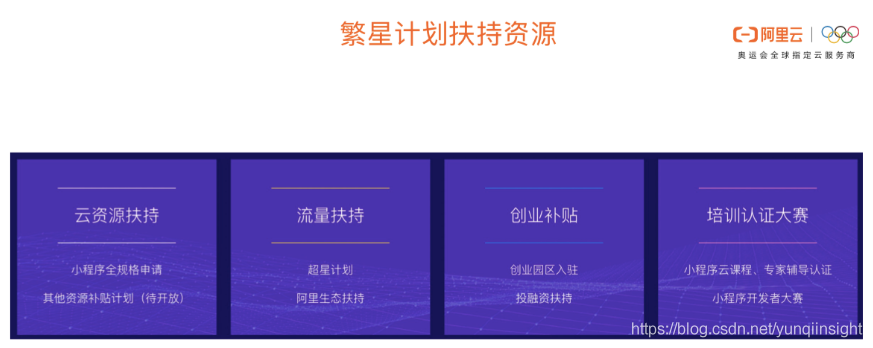 繁星计划扶持资源
阿里云
奥运会全球指定云服务商
云资源扶持
小程序全规格申请
其他资源补贴计划（待开放）
流量扶持
超星计划
阿里生态扶持
创业补贴
创业园区入驻
投融资扶持
培训认证大赛
小程序云课程、专家辅导认证
小程序开发者大赛
https://blog.csdn.net/yunqiinsight